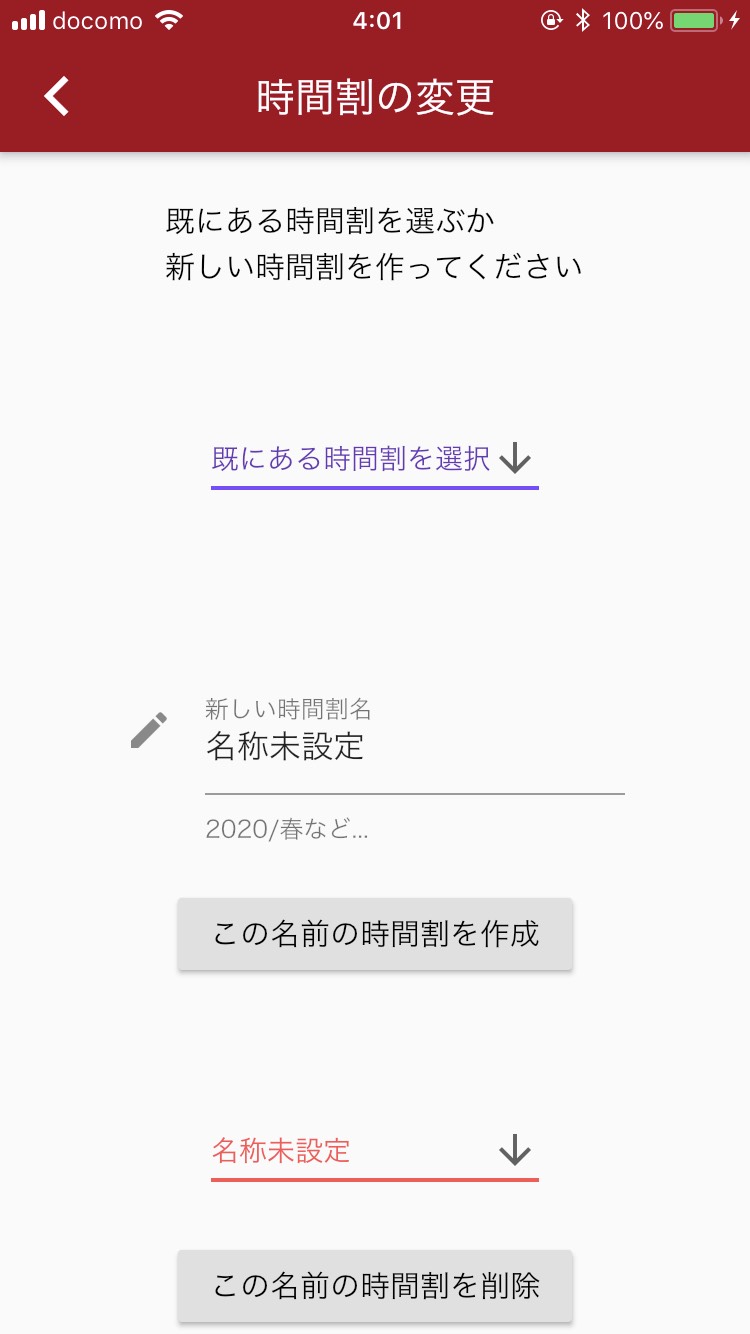 docomo 4:01 100%
時間割の変更
既にある時間割を選ぶか
新しい時間割を作ってください
既にある時間割を選択
新しい時間割名
名称未設定
2020/春など...
この名前の時間割を作成
名称未設定
この名前の時間割を削除